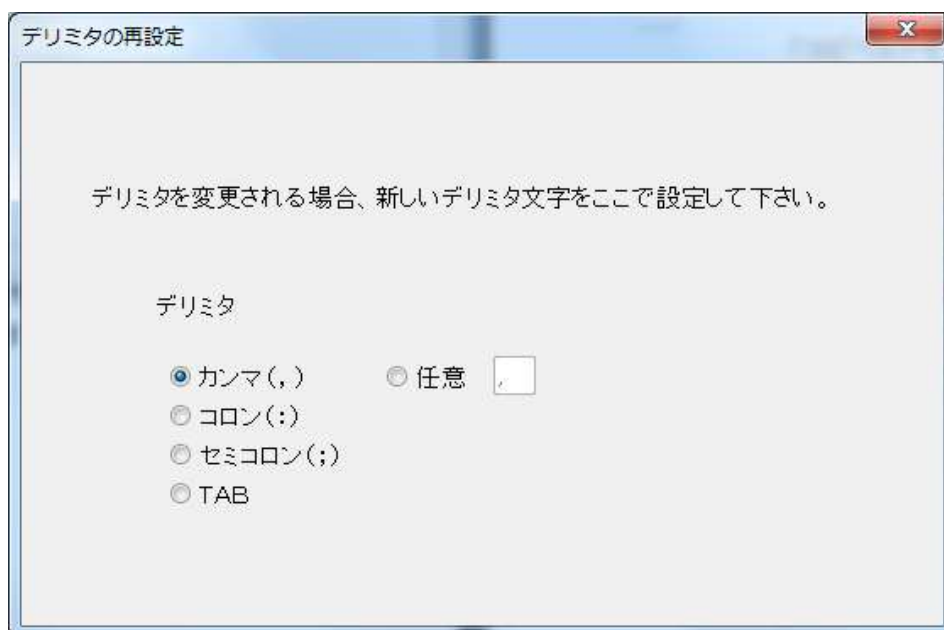 デリミタの再設定
デリミタを変更される場合、新しいデリミタ文字をここで設定して下さい。
デリミタ
カンマ(,) 任意 ,
コロン(:)
セミコロン(;)
TAB